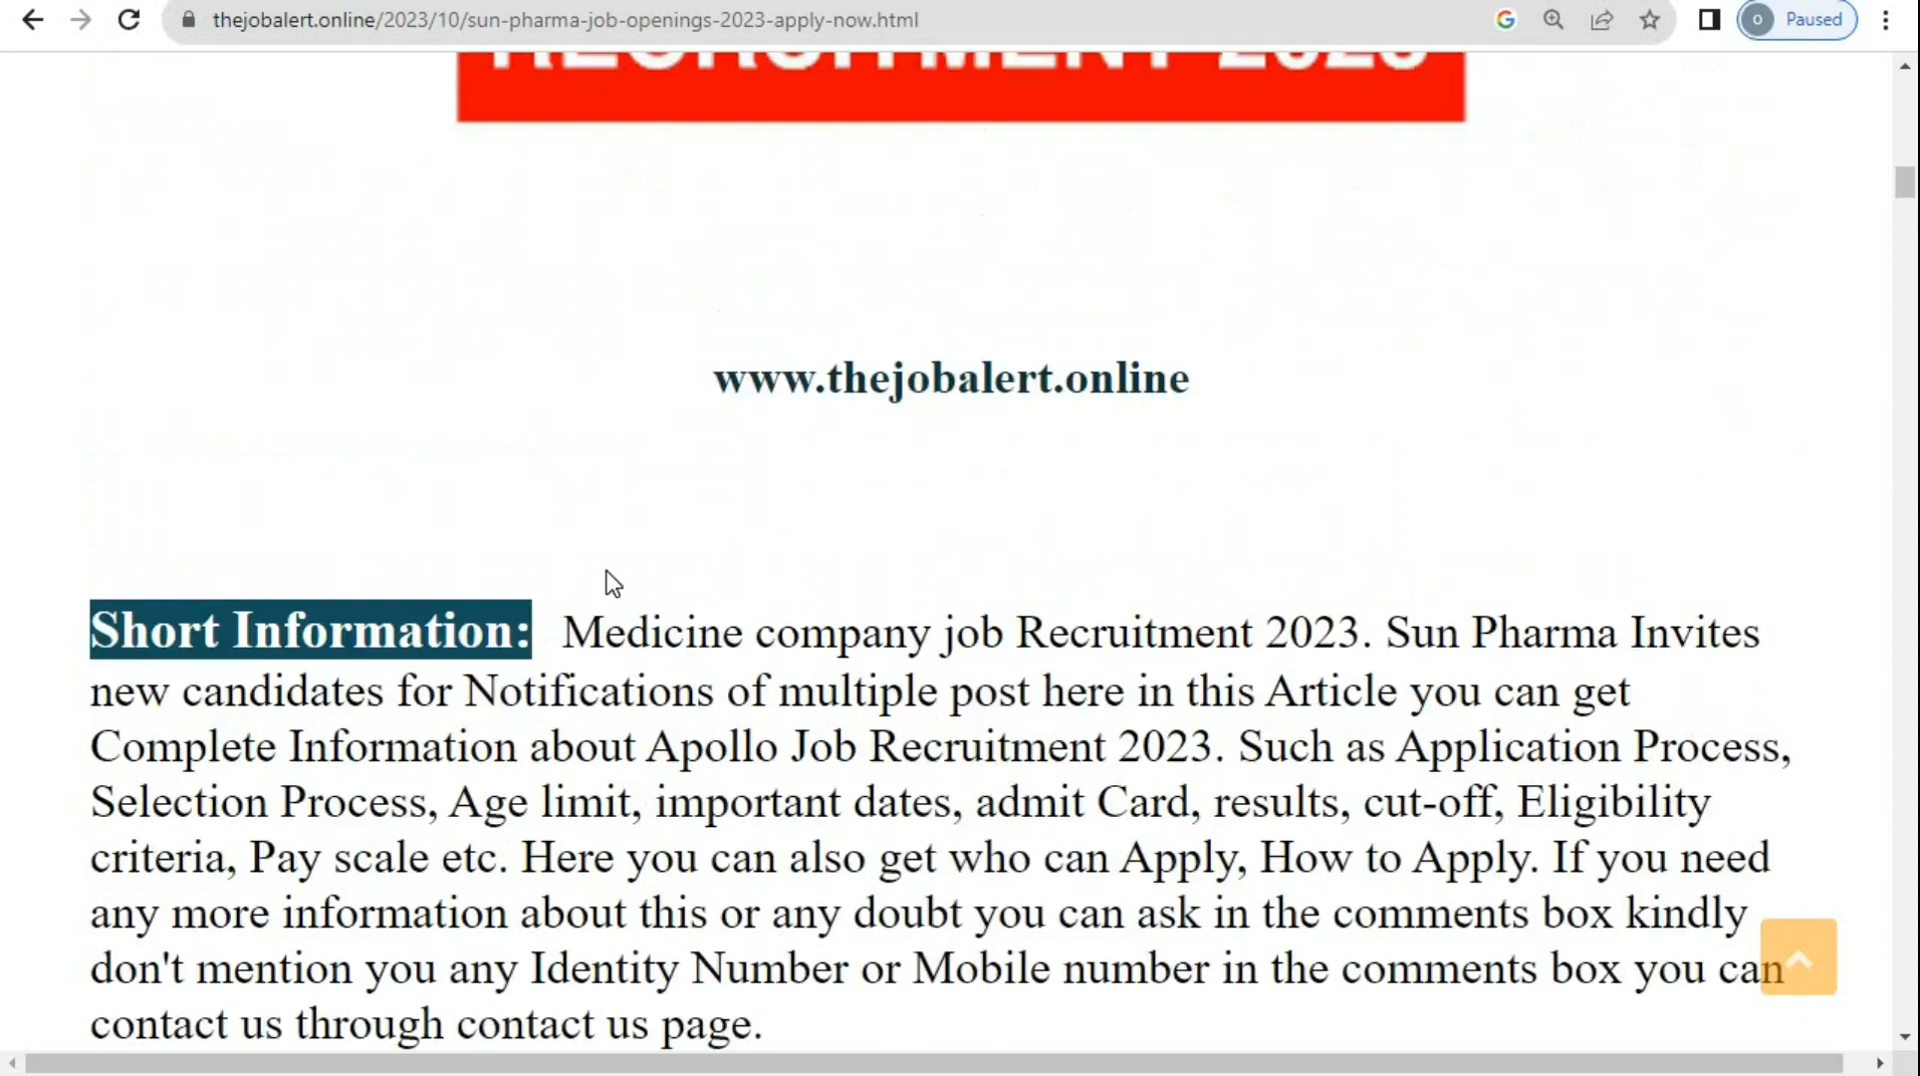 thejobalert.online/2023/10/sun-pharma-job-openings-2023-apply-now.html
o
Paused
RECRUITMENT 2023
www.thejobalert.online
Short Information: Medicine company job Recruitment 2023. Sun Pharma Invites
new candidates for Notifications of multiple post here in this Article you can get
Complete Information about Apollo Job Recruitment 2023. Such as Application Process,
Selection Process, Age limit, important dates, admit Card, results, cut-off, Eligibility
criteria, Pay scale etc. Here you can also get who can Apply, How to Apply. If you need
any more information about this or any doubt you can ask in the comments box kindly
don't mention you any Identity Number or Mobile number in the comments box you can
contact us through contact us page.